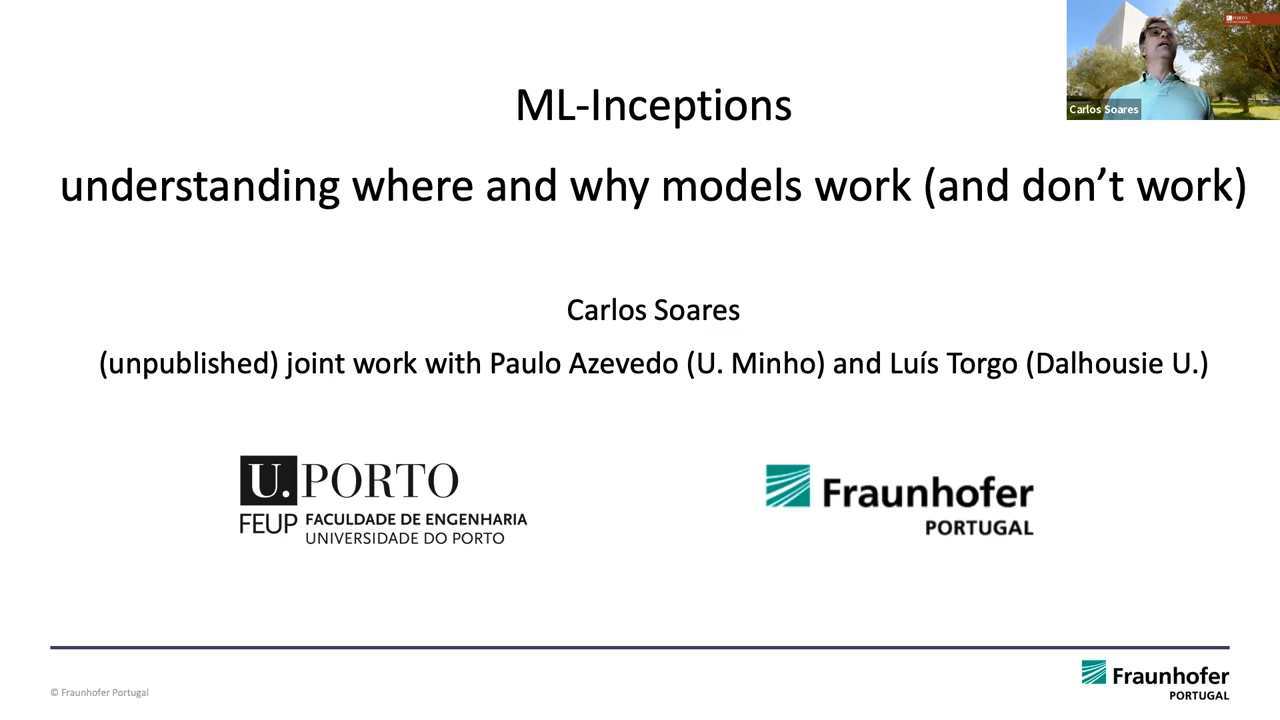 ML-Inceptions
understanding where and why models work (and don’t work)
Carlos Soares
Carlos Soares
(unpublished) joint work with Paulo Azevedo (U. Minho) and Luís Torgo (Dalhousie U.)
U.PORTO
FEUP FACULDADE DE ENGENHARIA
UNIVERSIDADE DO PORTO
Fraunhofer
PORTUGAL
© Fraunhofer Portugal
Fraunhofer
PORTUGAL